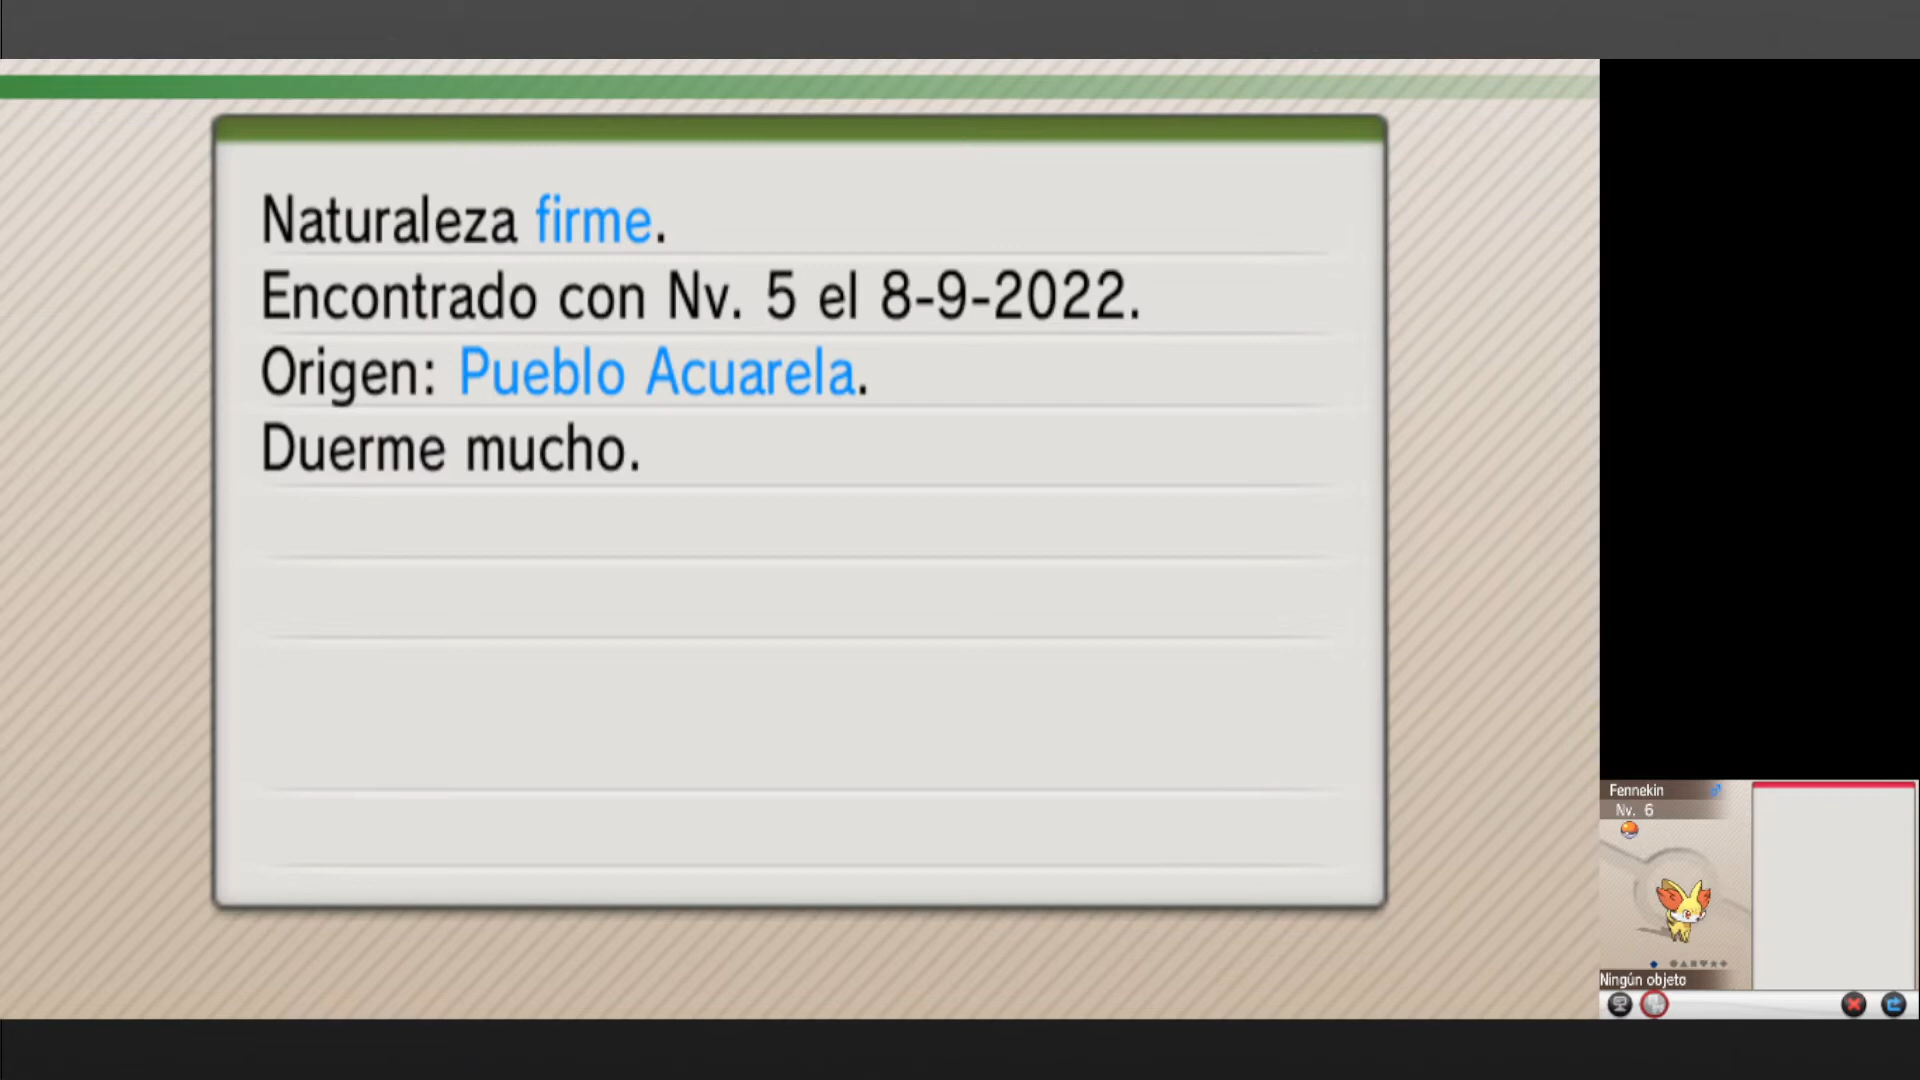 Naturaleza firme.
Encontrado con Nv. 5 el 8-9-2022.
Origen: Pueblo Acuarela.
Duerme mucho.
Fennekin
Nv. 6
Ningún objeto